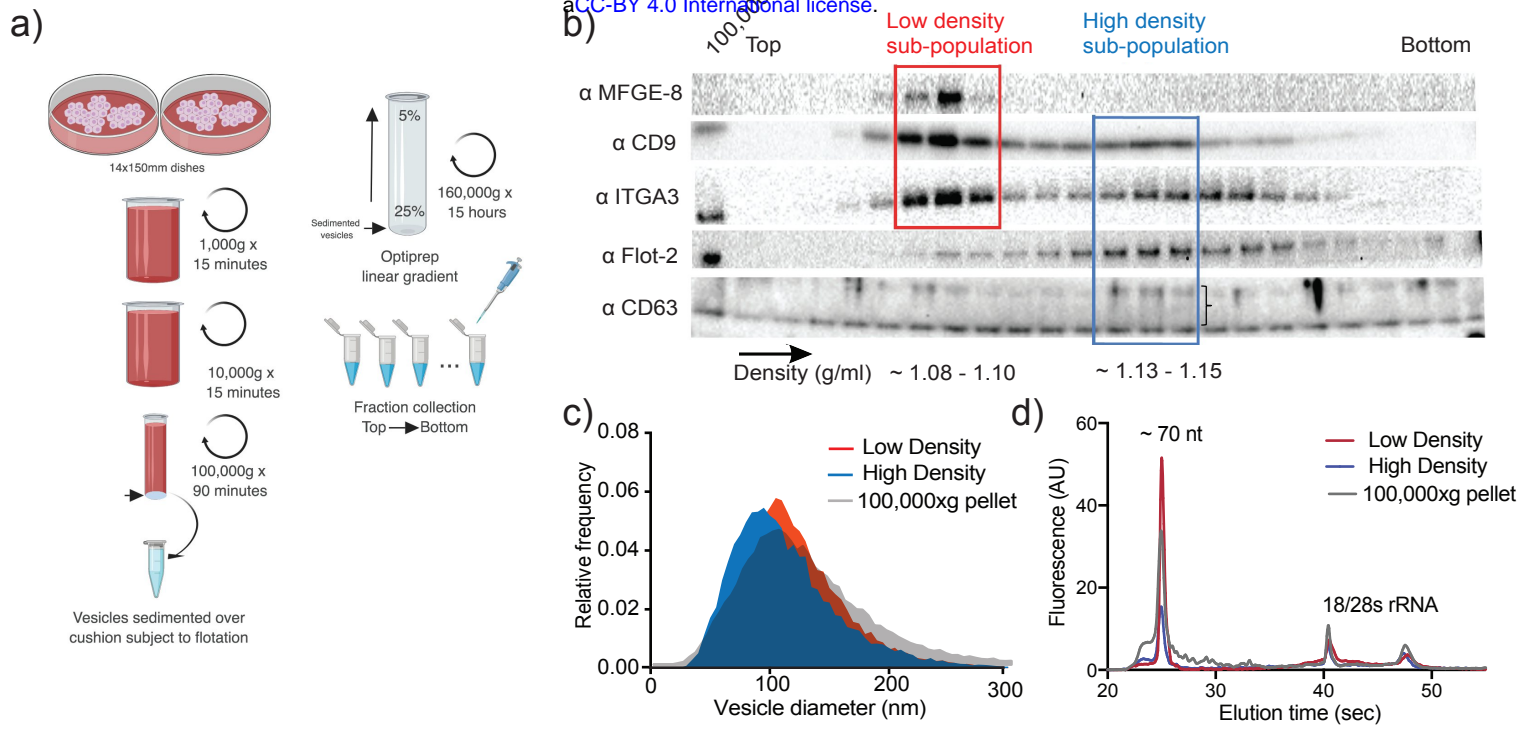 aCC-BY 4.0 International license.
a)
14x150mm dishes
1,000g x
15 minutes
10,000g x
15 minutes
100,000g x
90 minutes
Vesicles sedimented over
cushion subject to flotation
5%
25%
160,000g x
15 hours
Sedimented
vesicles
Optiprep
linear gradient
...
Fraction collection
Top Bottom
b)
Top
Low density
sub-population
High density
sub-population
Bottom
α MFGE-8
α CD9
α ITGA3
α Flot-2
α CD63
Density (g/ml) ~ 1.08 - 1.10 ~ 1.13 - 1.15
c)
Relative frequency
0.08
0.06
0.04
0.02
0.00
0 100 200 300
Vesicle diameter (nm)
Low Density
High Density
100,000xg pellet
d)
Fluorescence (AU)
60
40
20
0
20 30 40 50
Elution time (sec)
~ 70 nt
18/28s rRNA
Low Density
High Density
100,000xg pellet